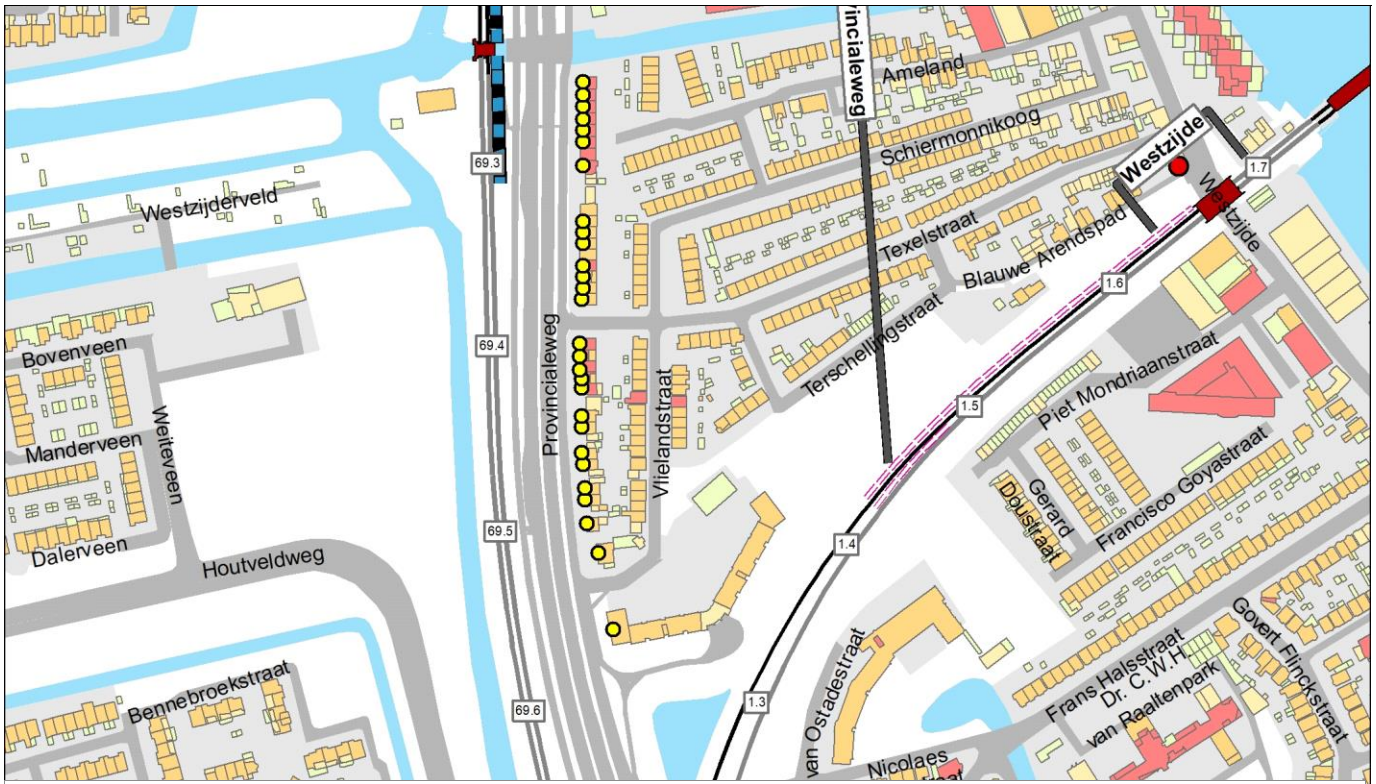 vincialeweg
Ameland
Schiermonnikoog
Westzijde
1.7
69.3
Westzijderveld
Texelstraat
Westzijde
Blauwe Arendspad
1.6
Provincialeweg
Terschellingstraat
Bovenveen
69.4
Piet Mondriaanstraat
1.5
Vlielandstraat
Weiteveen
Manderveen
Francisco Goyastraat
Gerard
Doustraat
Dalerveen
69.5
1.4
Houtveldweg
Govert Flinckstraat
Frans Halsstraat
Dr. C.W.H.
van Raaltenpark
van Ostadestraat
Bennebroekstraat
69.6
1.3
Nicolaes
straat